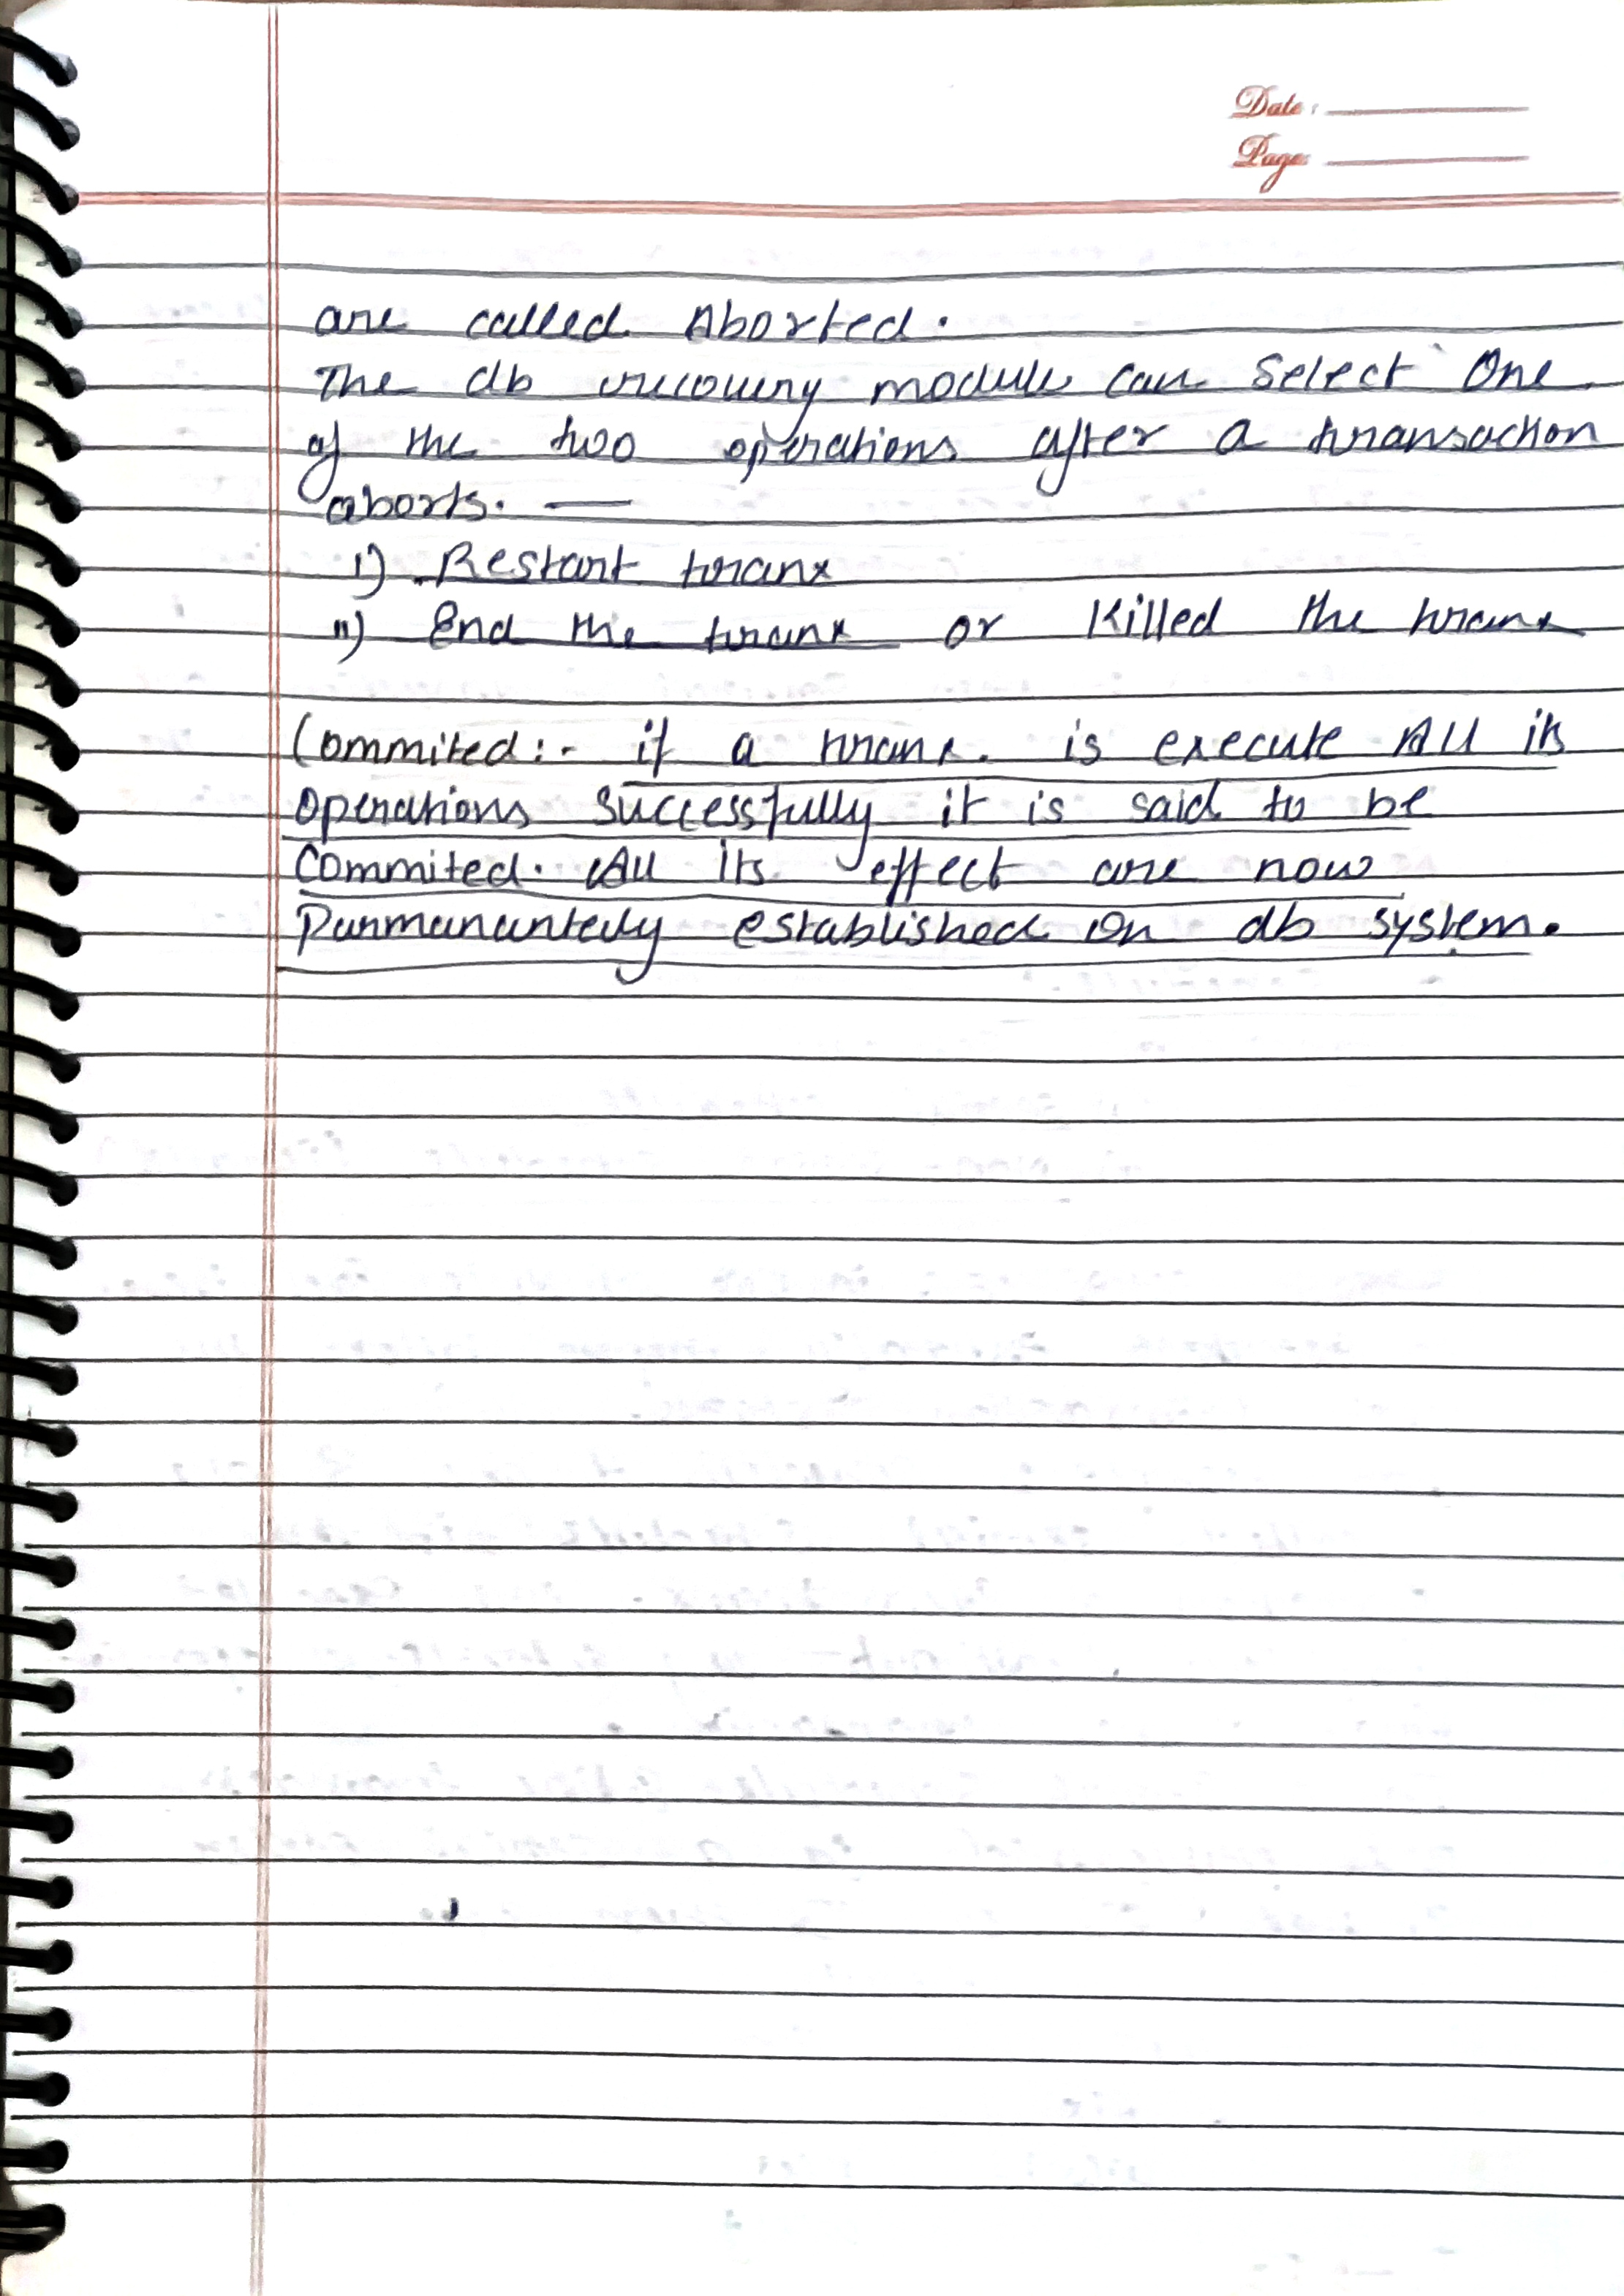 Date :
Page
are called Aborted.
The db recovery module can select One
of the two operations after a transaction
aborts. —
i) Restart tranx
ii) End the tranx or Killed the tranx
Commited:- if a tranx. is execute All its
Operations Successfully it is said to be
Commited. All its effect are now
Parmanantely established on db system.